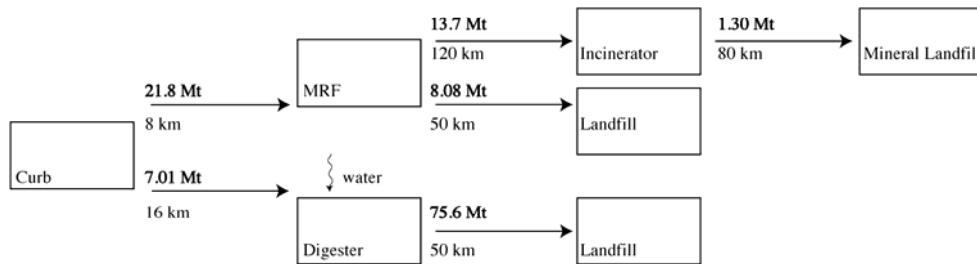 13.7 Mt
1.30 Mt
120 km
Incinerator
80 km
Mineral Landfil
21.8 Mt
MRF
8.08 Mt
8 km
50 km
Landfill
Curb
7.01 Mt
water
16 km
75.6 Mt
Digester
50 km
Landfill